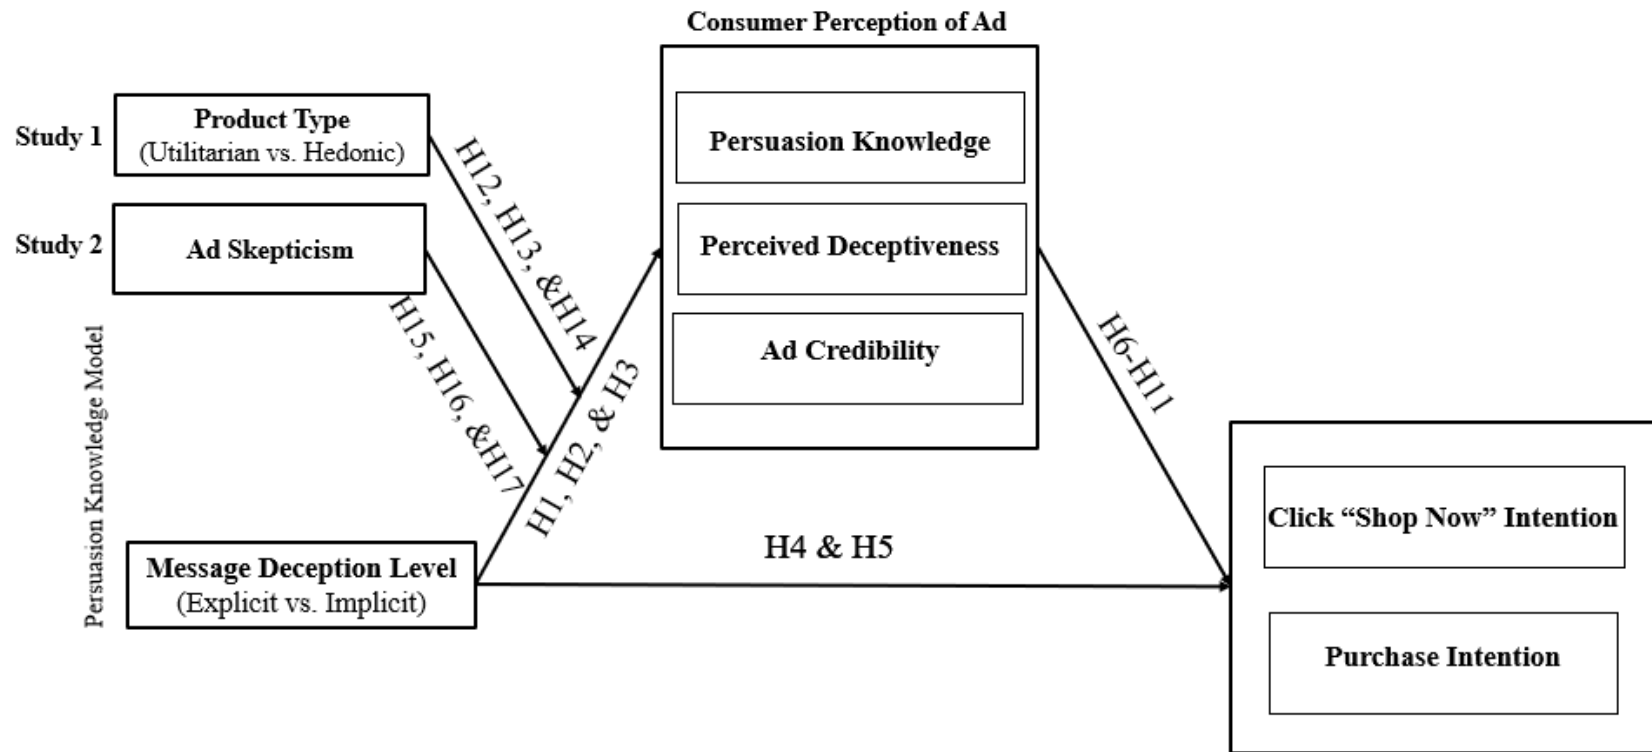 Consumer Perception of Ad
Study 1
Product Type
(Utilitarian vs. Hedonic)
Study 2
Ad Skepticism
H12, H13, &H14
H15, H16, &H17
H1, H2, & H3
Persuasion Knowledge
Perceived Deceptiveness
Ad Credibility
H6-H11
Persuasion Knowledge Model
Message Deception Level
(Explicit vs. Implicit)
H4 & H5
Click “Shop Now” Intention
Purchase Intention